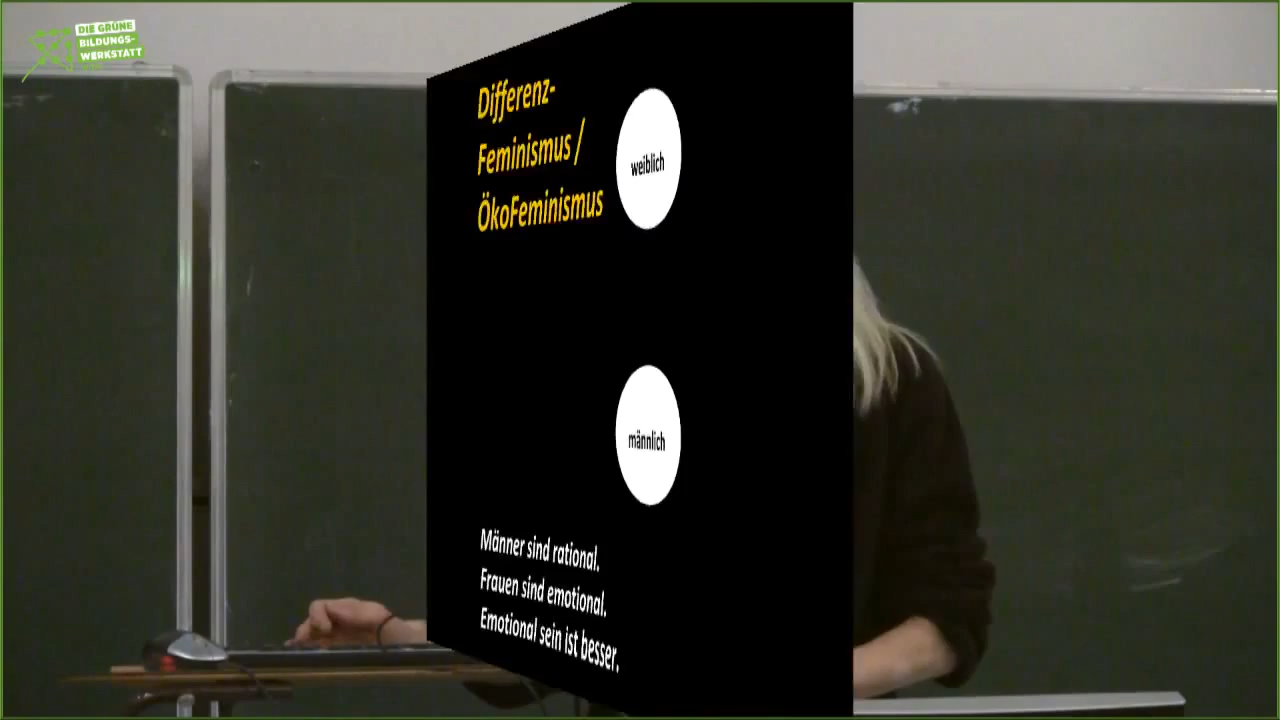 DIE GRÜNE
BILDUNGS-
WERKSTATT
Differenz-
Feminismus /
ÖkoFeminismus
weiblich
männlich
Männer sind rational.
Frauen sind emotional.
Emotional sein ist besser.